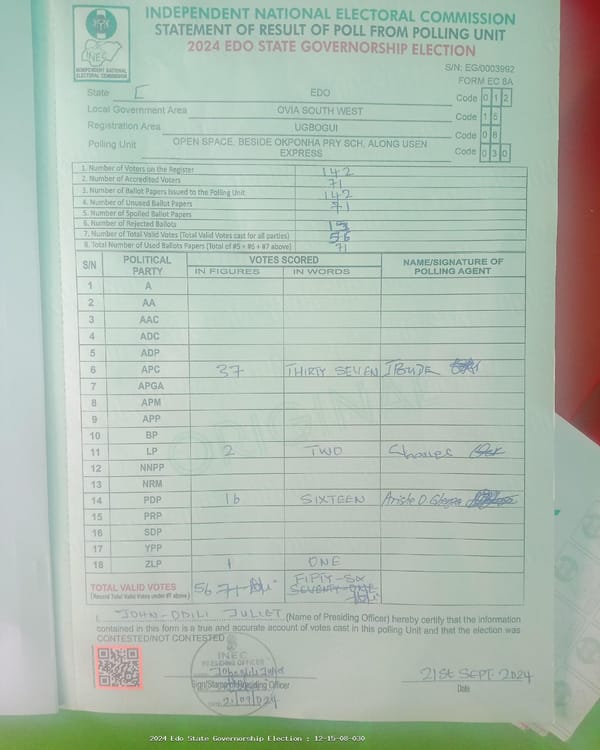 INDEPENDENT NATIONAL ELECTORAL COMMISSION
STATEMENT OF RESULT OF POLL FROM POLLING UNIT
2024 EDO STATE GOVERNORSHIP ELECTION
INEC
INDEPENDENT NATIONAL ELECTORAL COMMISSION
S/N: EG/0003992
FORM EC 8A
State E EDO Code 0 1 2
Local Government Area OVIA SOUTH WEST Code 1 5
Registration Area UGBOGUI Code 0 8
Polling Unit OPEN SPACE, BESIDE OKPONHA PRY SCH, ALONG USEN EXPRESS Code 0 3 0
1. Number of Voters on the Register 142
2. Number of Accredited Voters 71
3. Number of Ballot Papers Issued to the Polling Unit 142
4. Number of Unused Ballot Papers 71
5. Number of Spoiled Ballot Papers
6. Number of Rejected Ballots
7. Number of Total Valid Votes (Total Valid Votes cast for all parties) 56
8. Total Number of Used Ballots Papers (Total of #5 + #6 + #7 above) 71
S/N POLITICAL PARTY VOTES SCORED NAME/SIGNATURE OF POLLING AGENT
IN FIGURES IN WORDS
1 A
2 AA
3 AAC
4 ADC
5 ADP
6 APC 37 THIRTY SEVEN
7 APGA
8 APM
9 APP
10 BP
11 LP 2 TWO
12 NNPP
13 NRM
14 PDP 16 SIXTEEN
15 PRP
16 SDP
17 YPP
18 ZLP 1 ONE
TOTAL VALID VOTES 56 71 FIFTY-SIX
(Record Total Valid Votes under #7 above) SEVENTY-ONE
I, JOHN-ODILI JULIET (Name of Presiding Officer) hereby certify that the information
contained in this form is a true and accurate account of votes cast in this polling Unit and that the election was
CONTESTED/NOT CONTESTED
INEC
PRESIDING OFFICER
Sign/Stamp of Presiding Officer
21/09/2024
21ST SEPT. 2024
Date
2024 Edo State Governorship Election : 12-15-08-030